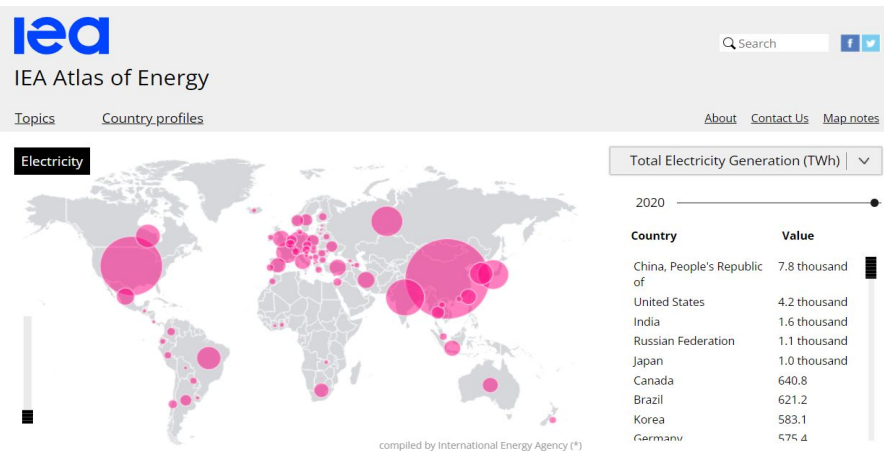 iea
Search
f
IEA Atlas of Energy
Topics Country profiles
About Contact Us Map notes
Electricity
Total Electricity Generation (TWh)
2020
Country Value
China, People's Republic 7.8 thousand
of
United States 4.2 thousand
India 1.6 thousand
Russian Federation 1.1 thousand
Japan 1.0 thousand
Canada 640.8
Brazil 621.2
Korea 583.1
Germany 575.4
compiled by International Energy Agency (*)